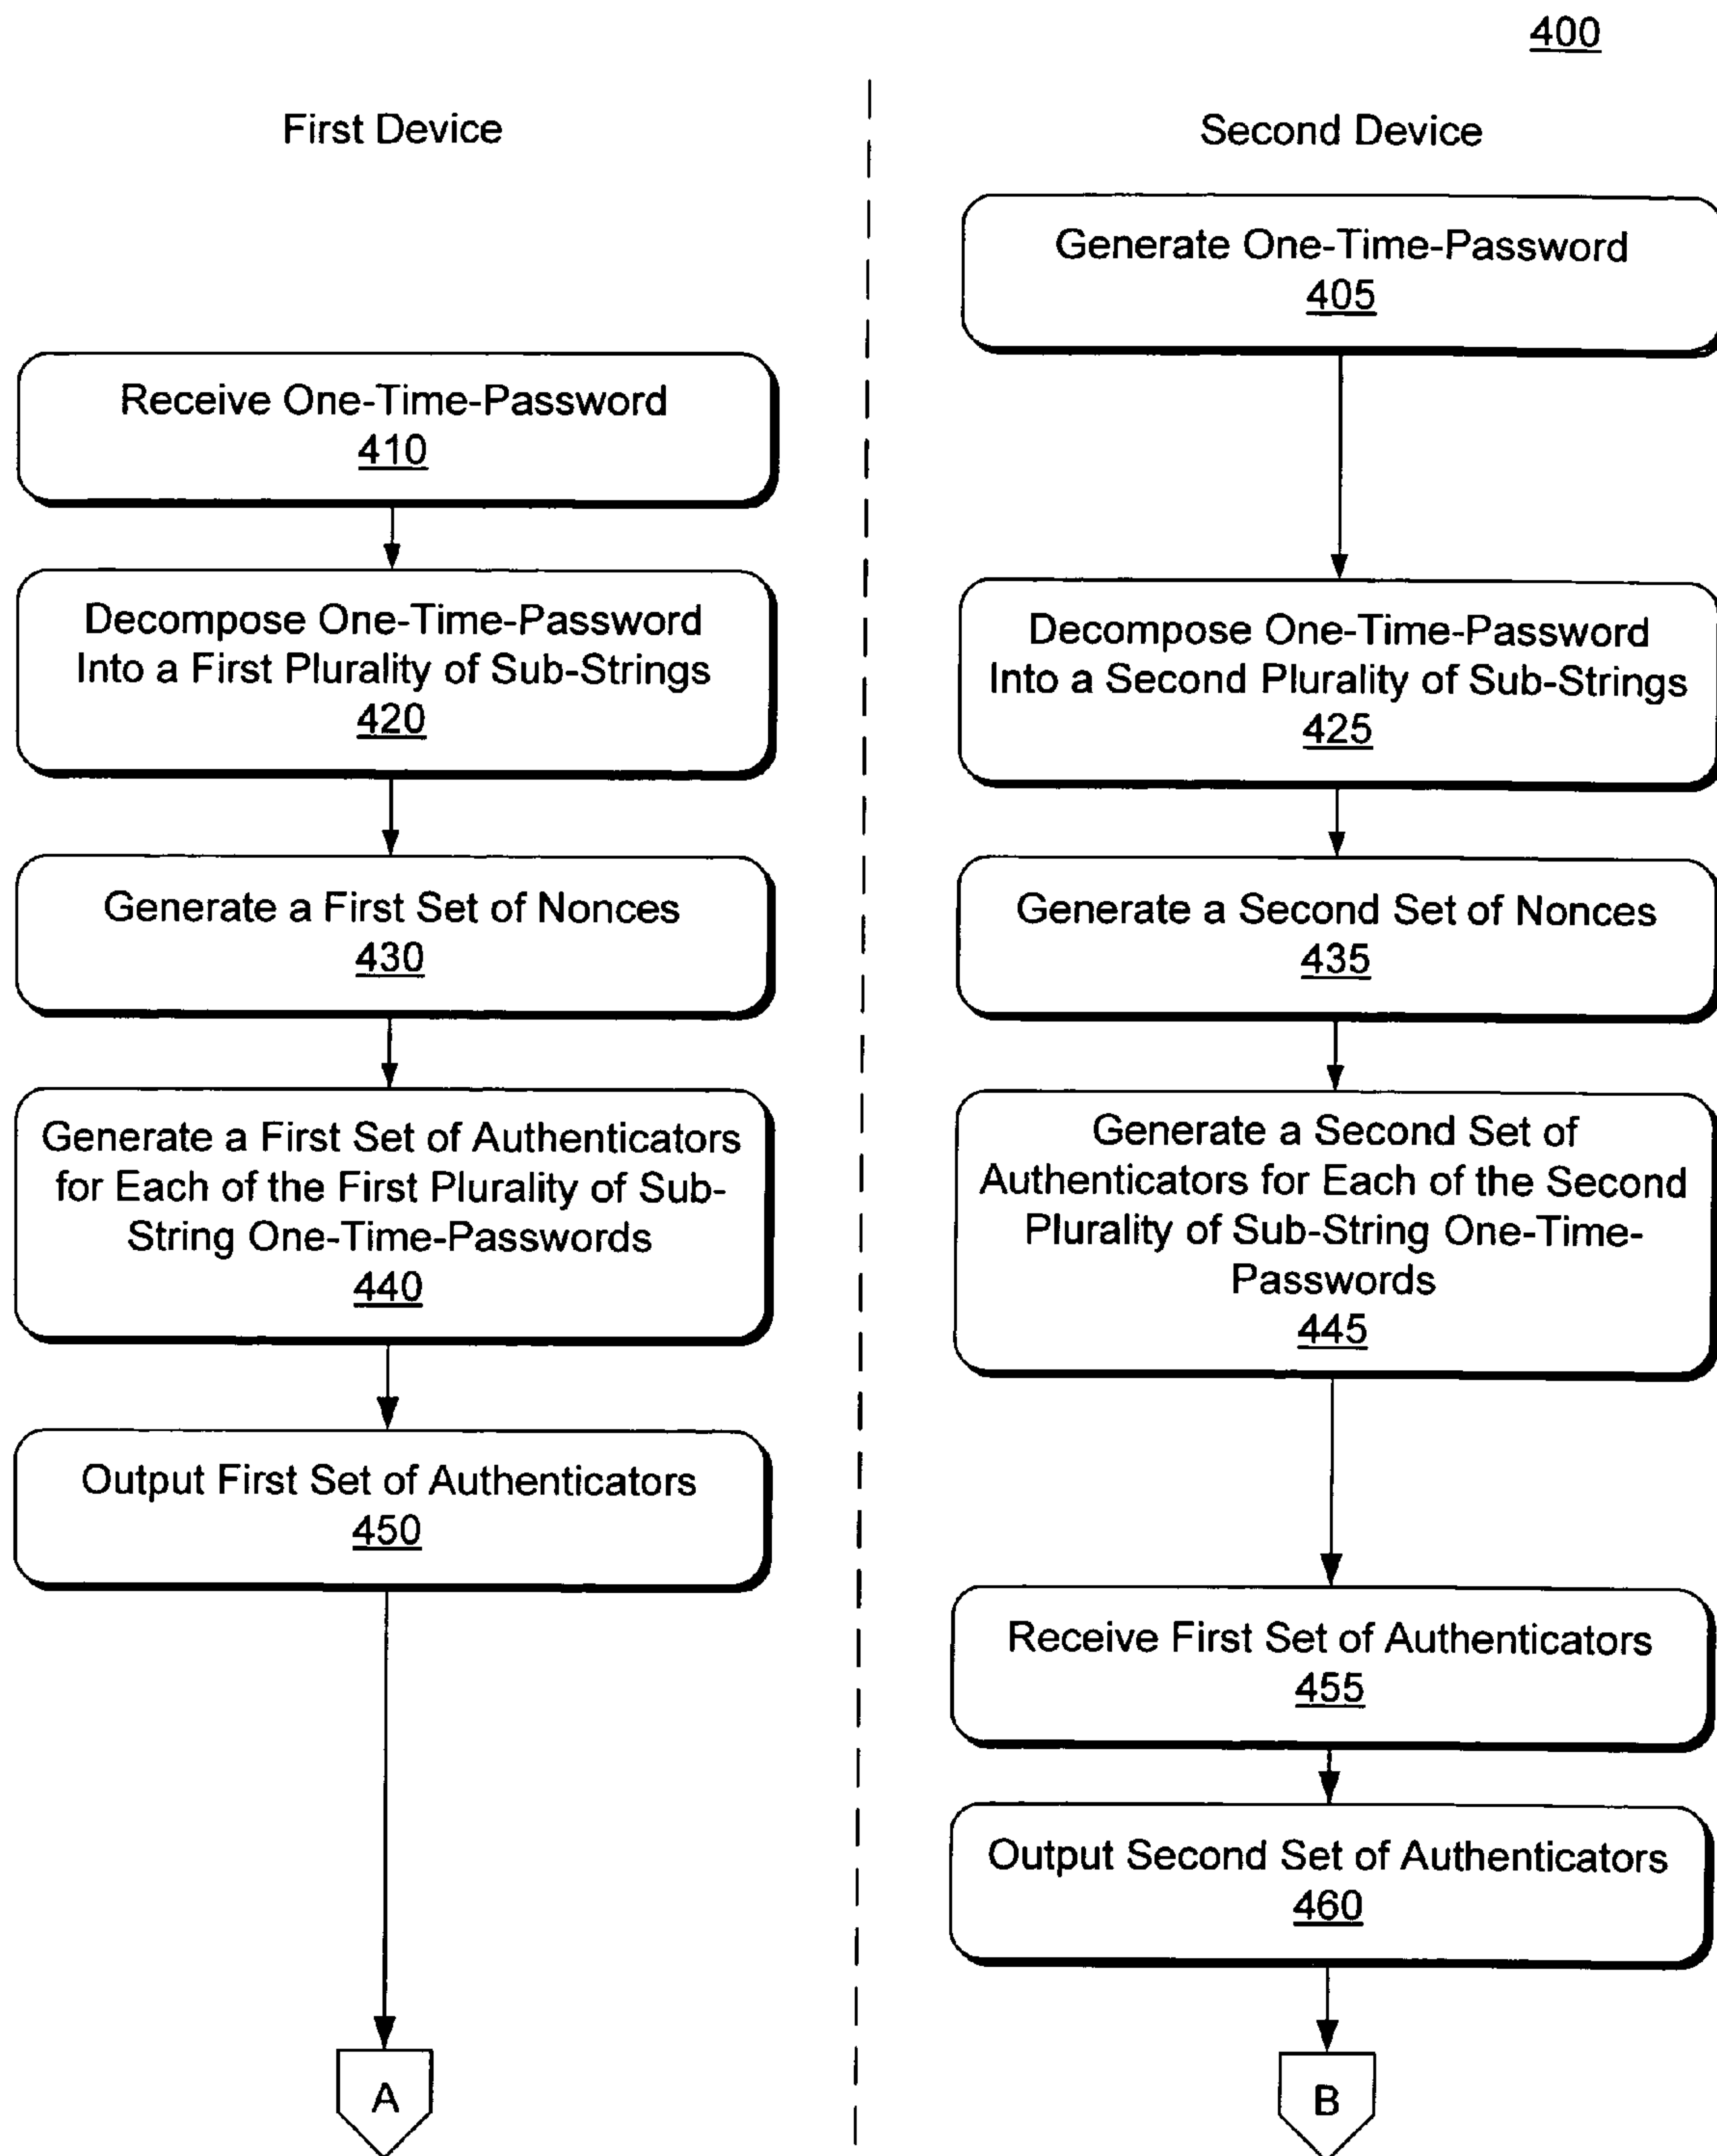 400
First Device
Receive One-Time-Password
410
Decompose One-Time-Password
Into a First Plurality of Sub-Strings
420
Generate a First Set of Nonces
430
Generate a First Set of Authenticators
for Each of the First Plurality of Sub-
String One-Time-Passwords
440
Output First Set of Authenticators
450
A
Second Device
Generate One-Time-Password
405
Decompose One-Time-Password
Into a Second Plurality of Sub-Strings
425
Generate a Second Set of Nonces
435
Generate a Second Set of
Authenticators for Each of the Second
Plurality of Sub-String One-Time-
Passwords
445
Receive First Set of Authenticators
455
Output Second Set of Authenticators
460
B